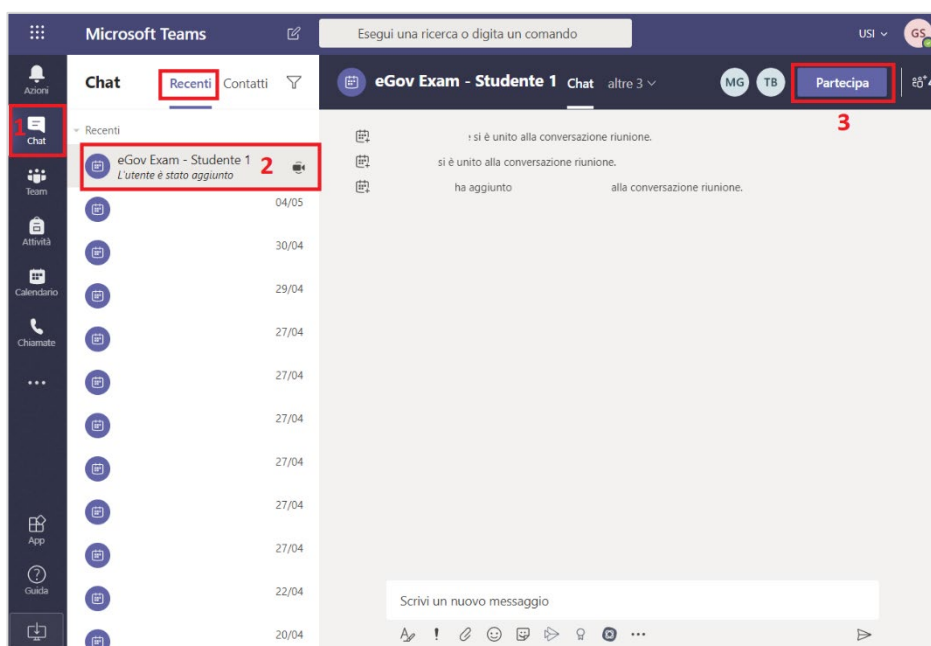 Microsoft Teams
Esegui una ricerca o digita un comando
USI
GS
Azioni
1
Chat
Team
Attività
Calendario
Chiamate
App
Guida
Chat
Recenti
Contatti
Recenti
eGov Exam - Studente 1
L'utente è stato aggiunto
2
04/05
30/04
29/04
27/04
27/04
27/04
27/04
27/04
27/04
22/04
20/04
eGov Exam - Studente 1
Chat
altre 3
MG
TB
Partecipa
3
si è unito alla conversazione riunione.
si è unito alla conversazione riunione.
ha aggiunto alla conversazione riunione.
Scrivi un nuovo messaggio